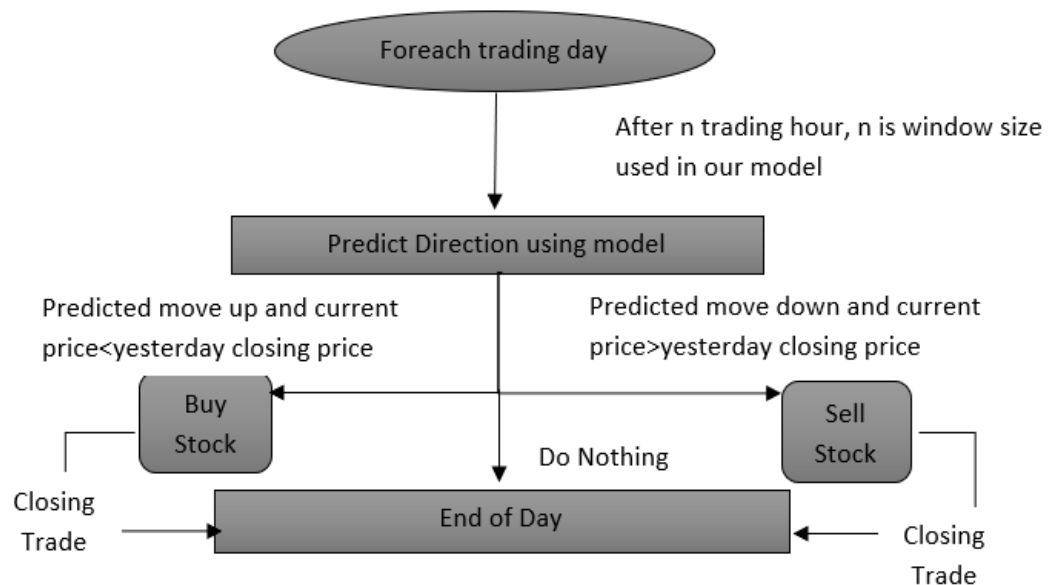 Foreach trading day
After n trading hour, n is window size
used in our model
Predict Direction using model
Predicted move up and current
price<yesterday closing price
Predicted move down and current
price>yesterday closing price
Buy
Stock
Sell
Stock
Do Nothing
Closing
Trade
End of Day
Closing
Trade